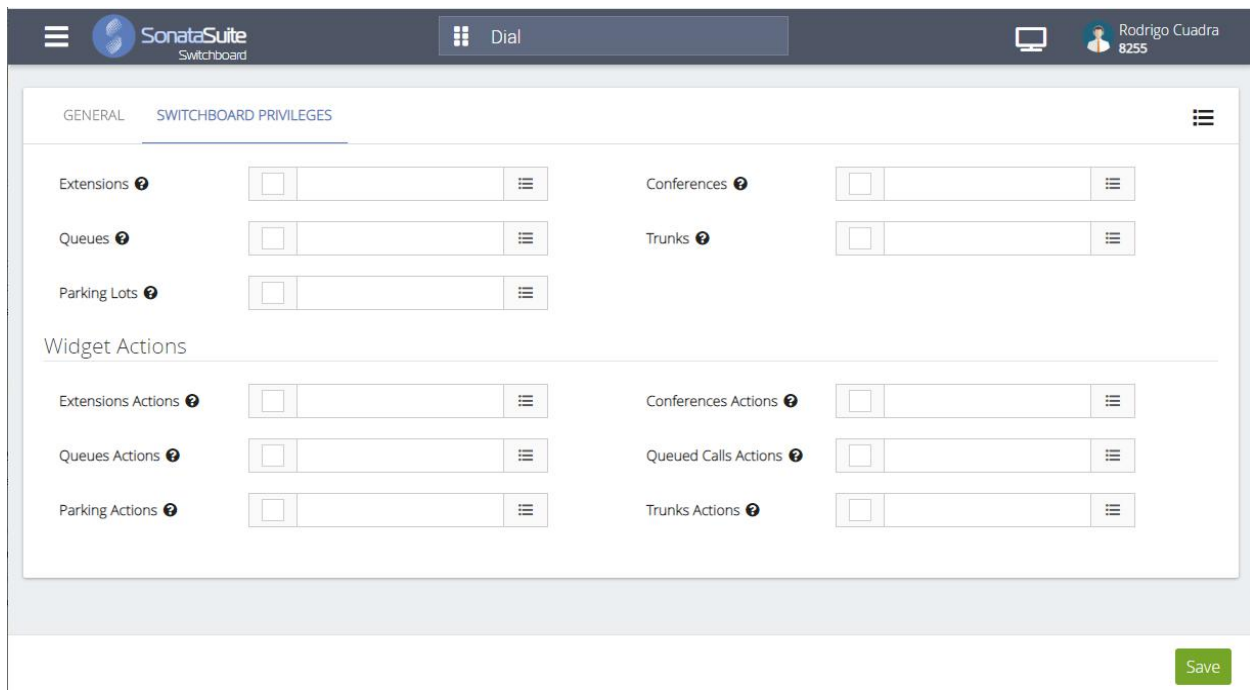 SonataSuite
Switchboard
Dial
Rodrigo Cuadra
8255
GENERAL SWITCHBOARD PRIVILEGES
Extensions ? Conferences ?
Queues ? Trunks ?
Parking Lots ?
Widget Actions
Extensions Actions ? Conferences Actions ?
Queues Actions ? Queued Calls Actions ?
Parking Actions ? Trunks Actions ?
Save